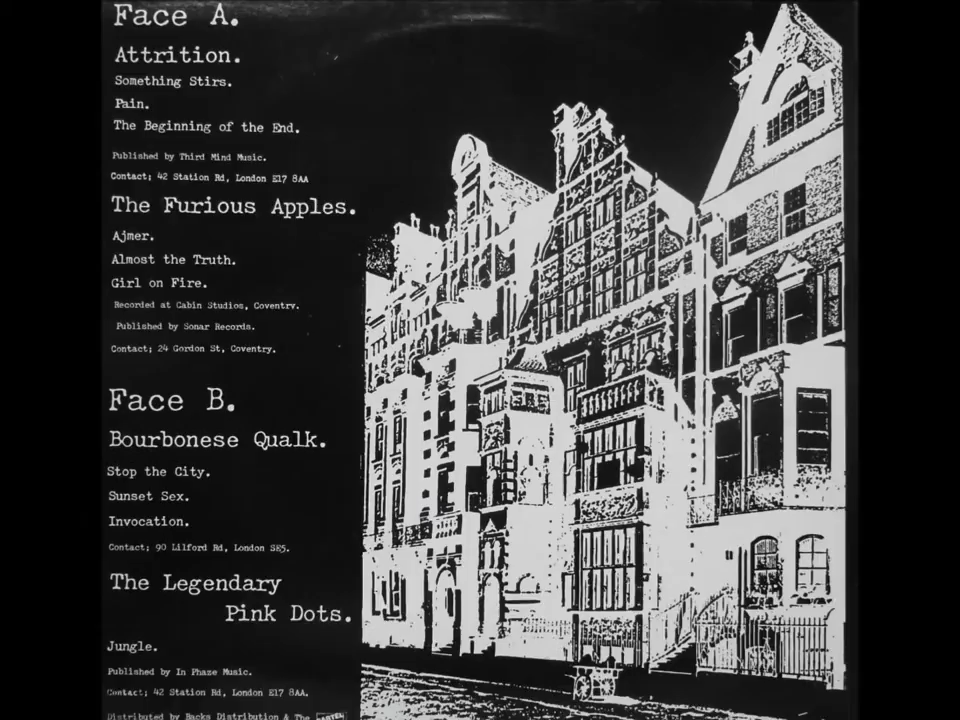 Face A.
Attrition.
Something Stirs.
Pain.
The Beginning of the End.
Published by Third Mind Music.
Contact; 42 Station Rd, London E17 8AA
The Furious Apples.
Ajmer.
Almost the Truth.
Girl on Fire.
Recorded at Cabin Studios, Coventry.
Published by Sonar Records.
Contact; 24 Gordon St, Coventry.
Face B.
Bourbonese Qualk.
Stop the City.
Sunset Sex.
Invocation.
Contact; 90 Lilford Rd, London SE5.
The Legendary
Pink Dots.
Jungle.
Published by In Phaze Music.
Contact; 42 Station Rd, London E17 8AA.
Distributed by Backs Distribution & The